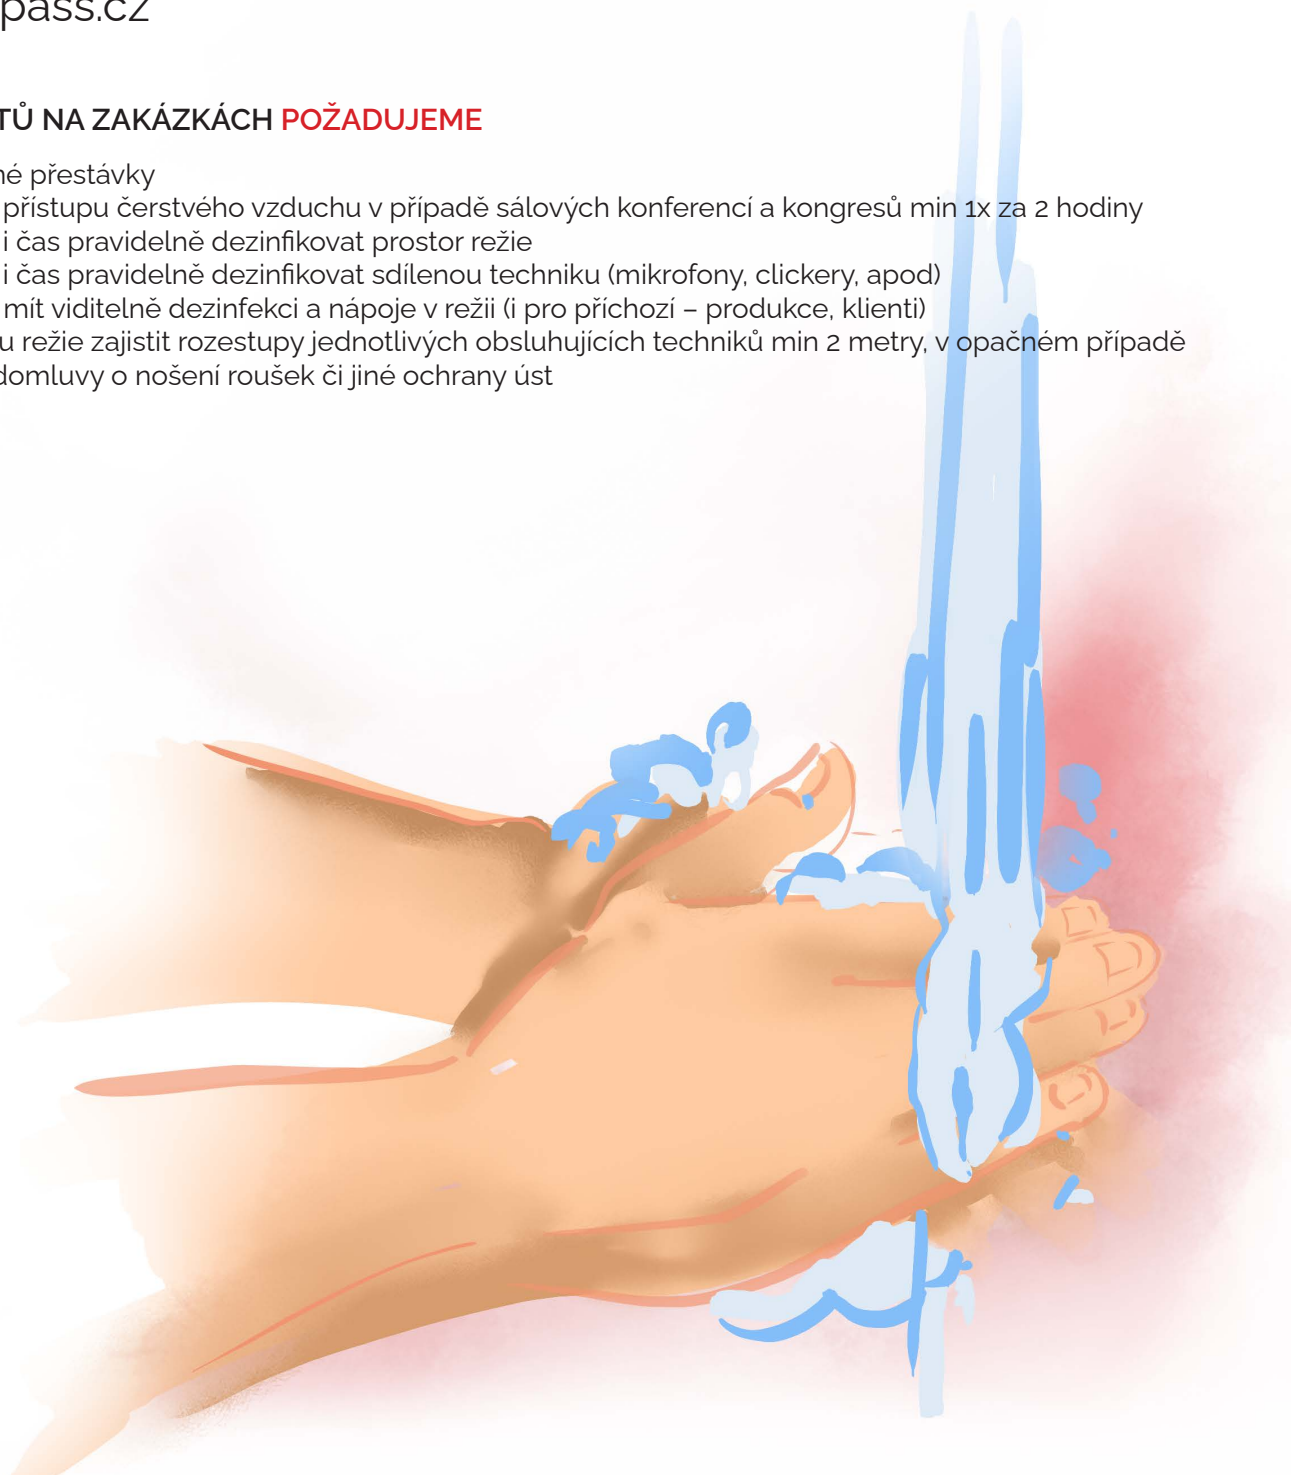 pass.cz
TŮ NA ZAKÁZKÁCH POŽADUJEME
né přestávky
přístupu čerstvého vzduchu v případě sálových konferencí a kongresů min 1x za 2 hodiny
i čas pravidelně dezinfikovat prostor režie
i čas pravidelně dezinfikovat sdílenou techniku (mikrofony, clickery, apod)
mít viditelně dezinfekci a nápoje v režii (i pro příchozí – produkce, klienti)
u režie zajistit rozestupy jednotlivých obsluhujících techniků min 2 metry, v opačném případě
domluvy o nošení roušek či jiné ochrany úst